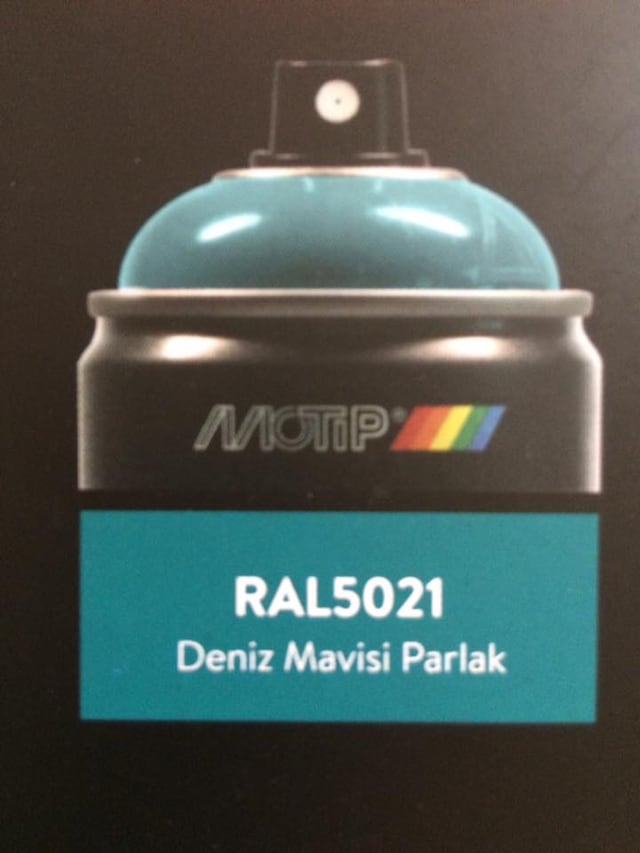 MOTIP®
RAL5021
Deniz Mavisi Parlak